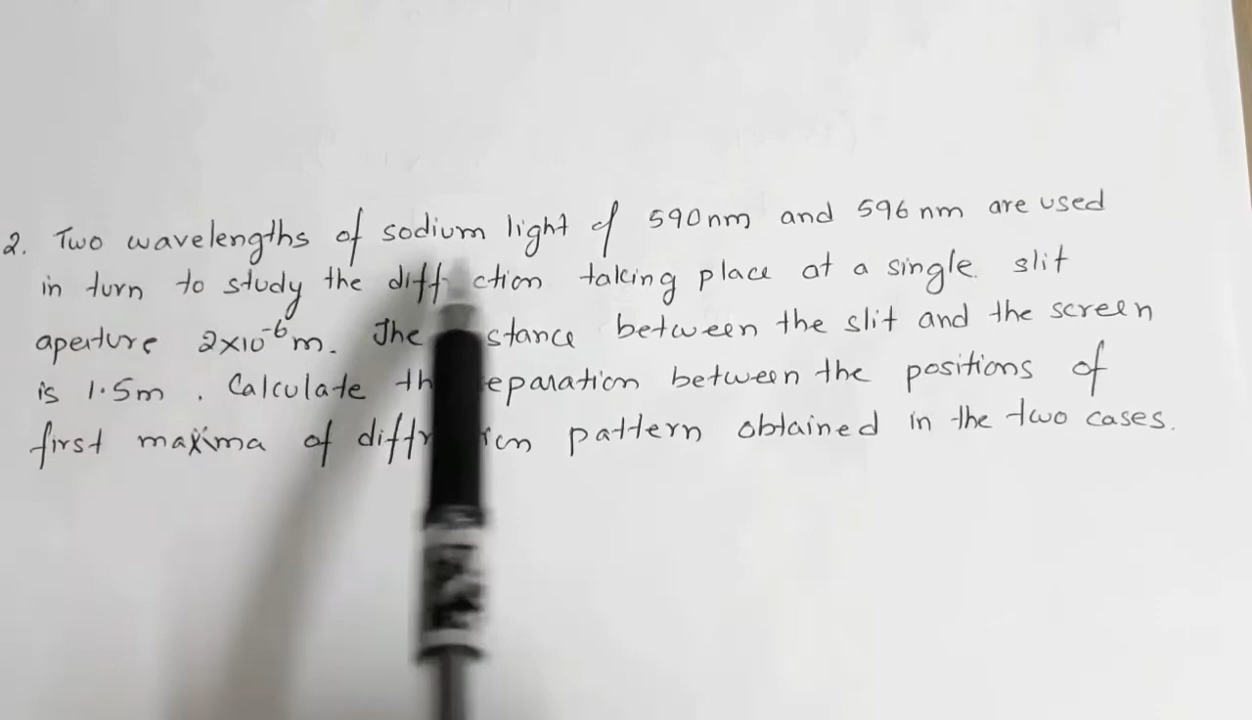 2. Two wavelengths of sodium light of 590nm and 596 nm are used
in turn to study the diff ction taking place at a single slit
aperture 2x10⁻⁶m. The stance between the slit and the screen
is 1.5m. Calculate th eparation between the positions of
first maxima of diffr ion pattern obtained in the two cases.